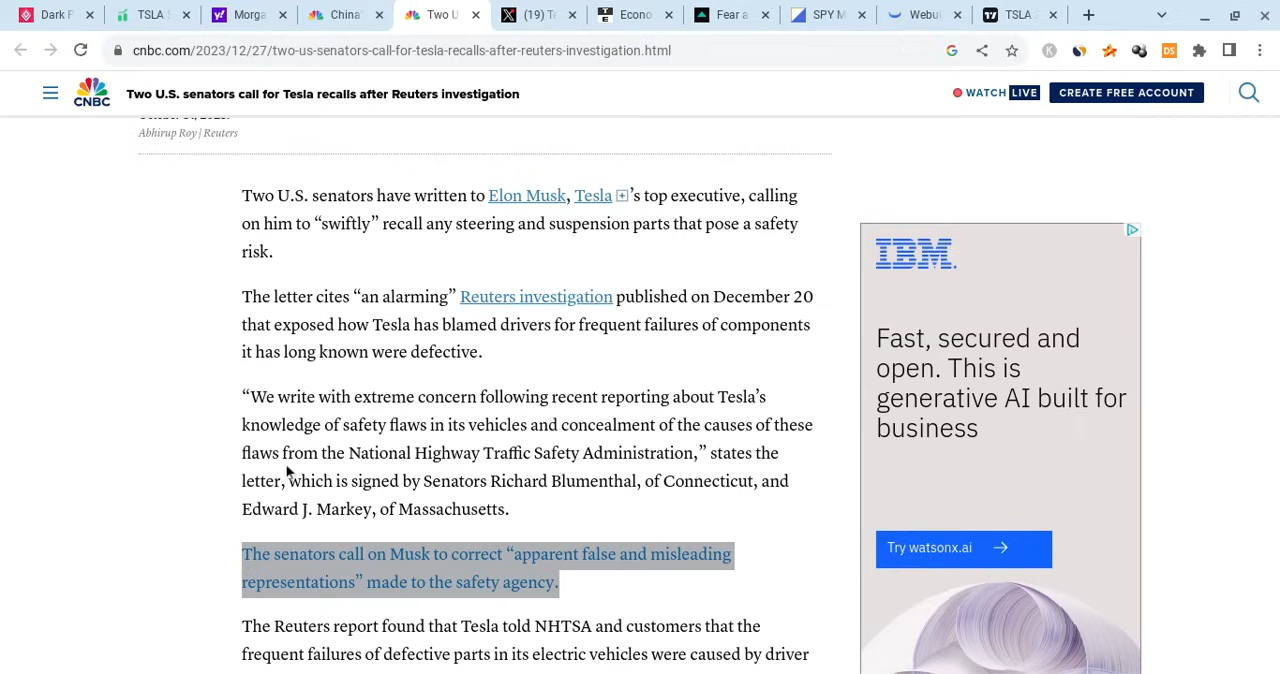 Dark F
TSLA S
Morga
China'
Two U
(19) Te
Econo
Fear a
SPY M
Webul
TSLA 2
cnbc.com/2023/12/27/two-us-senators-call-for-tesla-recalls-after-reuters-investigation.html
CNBC Two U.S. senators call for Tesla recalls after Reuters investigation WATCH LIVE CREATE FREE ACCOUNT
Abhirup Roy | Reuters
Two U.S. senators have written to Elon Musk, Tesla ’s top executive, calling
on him to “swiftly” recall any steering and suspension parts that pose a safety
risk.
The letter cites “an alarming” Reuters investigation published on December 20
that exposed how Tesla has blamed drivers for frequent failures of components
it has long known were defective.
“We write with extreme concern following recent reporting about Tesla’s
knowledge of safety flaws in its vehicles and concealment of the causes of these
flaws from the National Highway Traffic Safety Administration,” states the
letter, which is signed by Senators Richard Blumenthal, of Connecticut, and
Edward J. Markey, of Massachusetts.
The senators call on Musk to correct “apparent false and misleading
representations” made to the safety agency.
The Reuters report found that Tesla told NHTSA and customers that the
frequent failures of defective parts in its electric vehicles were caused by driver
IBM.
Fast, secured and
open. This is
generative AI built for
business
Try watsonx.ai